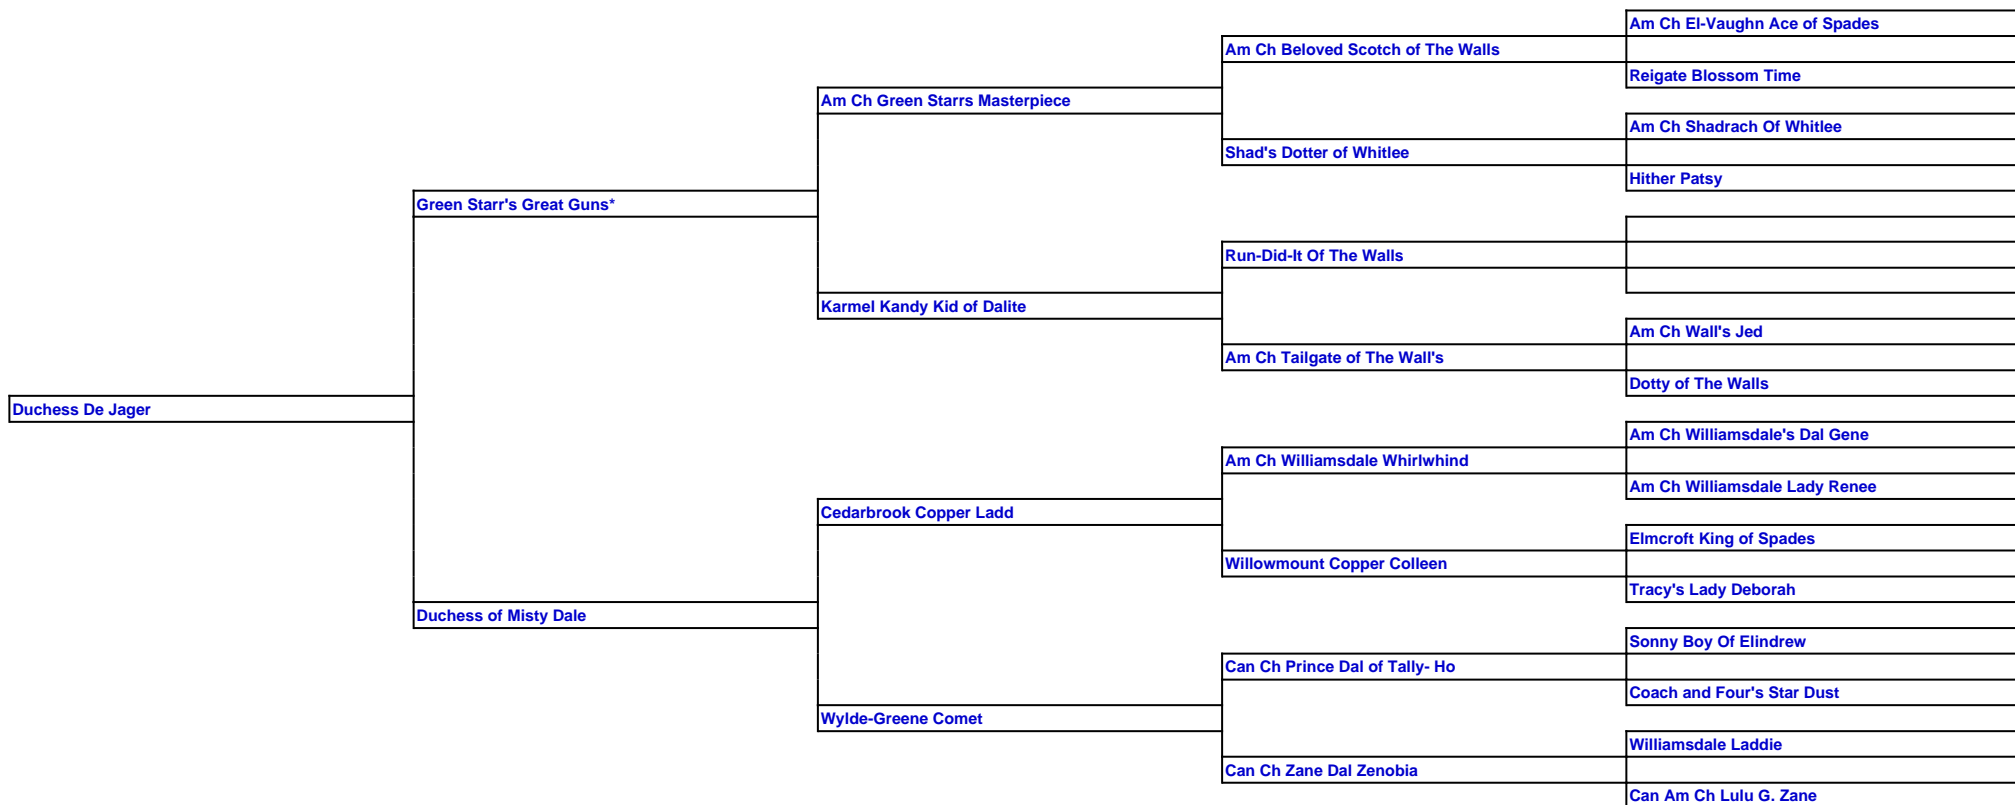 Am Ch El-Vaughn Ace of Spades
Am Ch Beloved Scotch of The Walls
Reigate Blossom Time
Am Ch Green Starrs Masterpiece
Am Ch Shadrach Of Whitlee
Shad's Dotter of Whitlee
Hither Patsy
Green Starr's Great Guns*
Run-Did-It Of The Walls
Karmel Kandy Kid of Dalite
Am Ch Wall's Jed
Am Ch Tailgate of The Wall's
Dotty of The Walls
Duchess De Jager
Am Ch Williamsdale's Dal Gene
Am Ch Williamsdale Whirlwhind
Am Ch Williamsdale Lady Renee
Cedarbrook Copper Ladd
Elmcroft King of Spades
Willowmount Copper Colleen
Tracy's Lady Deborah
Duchess of Misty Dale
Sonny Boy Of Elindrew
Can Ch Prince Dal of Tally- Ho
Coach and Four's Star Dust
Wylde-Greene Comet
Williamsdale Laddie
Can Ch Zane Dal Zenobia
Can Am Ch Lulu G. Zane